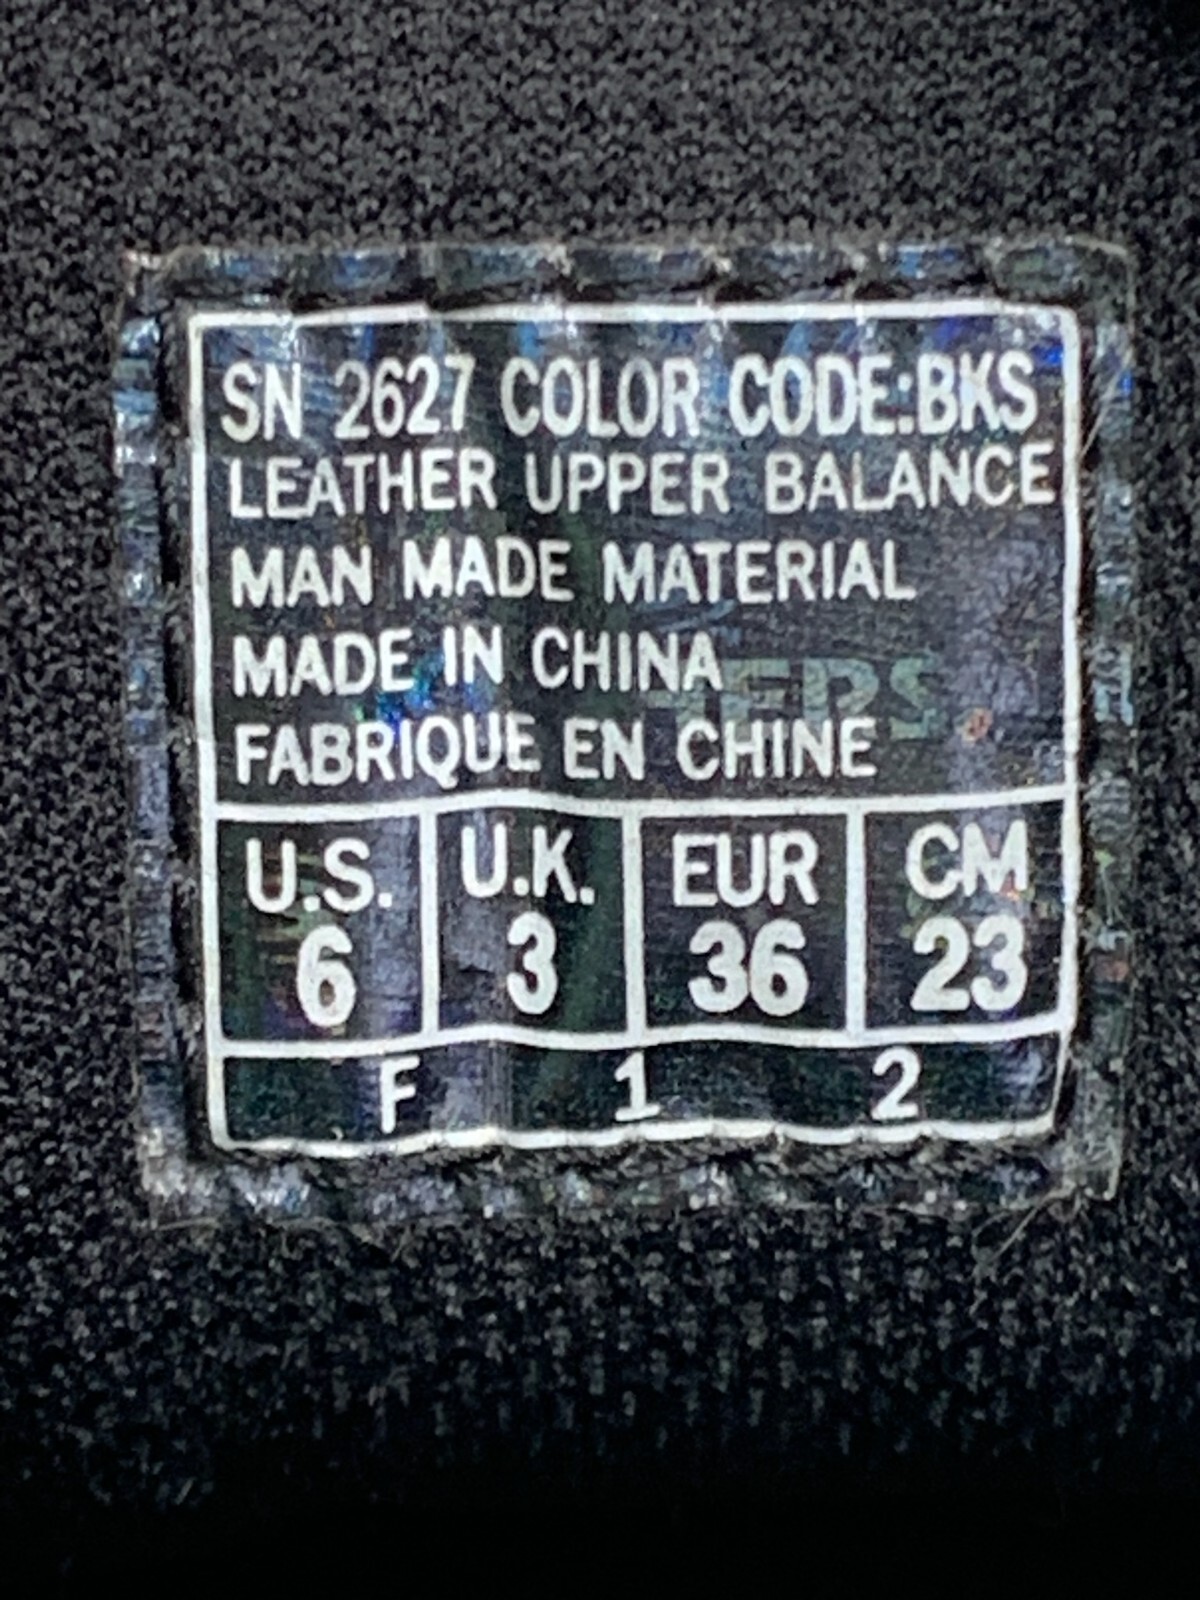 SN 2627 COLOR CODE:BKS
LEATHER UPPER BALANCE
MAN MADE MATERIAL
MADE IN CHINA
FABRIQUE EN CHINE
U.S. U.K. EUR CM
6 3 36 23
F 1 2